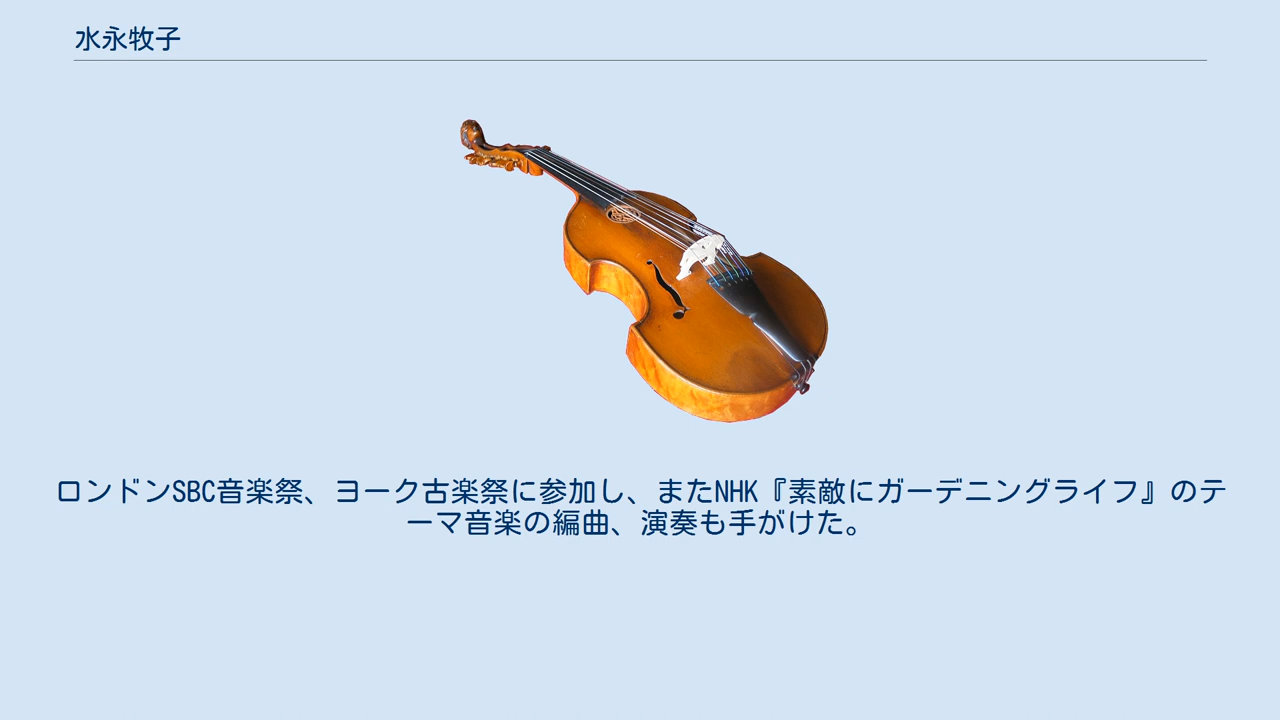 水永牧子
ロンドンSBC音楽祭、ヨーク古楽祭に参加し、またNHK『素敵にガーデニングライフ』のテ
ーマ音楽の編曲、演奏も手がけた。